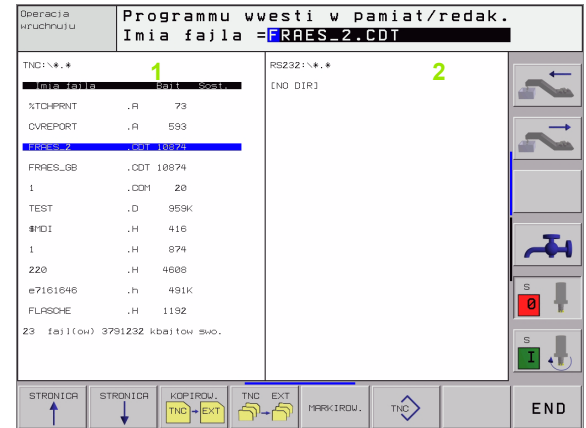 Operacja
wruchnuju
Programmu wwesti w pamiat/redak.
Imia fajla =FRAES_2.CDT
TNC:\*.*
1
Imia fajla Bajt Sost.
%TCHPRNT .A 73
CVREPORT .A 593
FRAES_2 .CDT 10874
FRAES_GB .CDT 10874
1 .COM 20
TEST .D 959K
$MDI .H 416
1 .H 874
220 .H 4608
e7161646 .h 491K
FLASCHE .H 1192
23 fajl(ow) 3791232 kbajtow swo.
RS232:\*.*
2
[NO DIR]
S
0
S
I
STRONICA
STRONICA
KOPIROW.
TNC EXT
TNC EXT
MARKIROW.
TNC
END